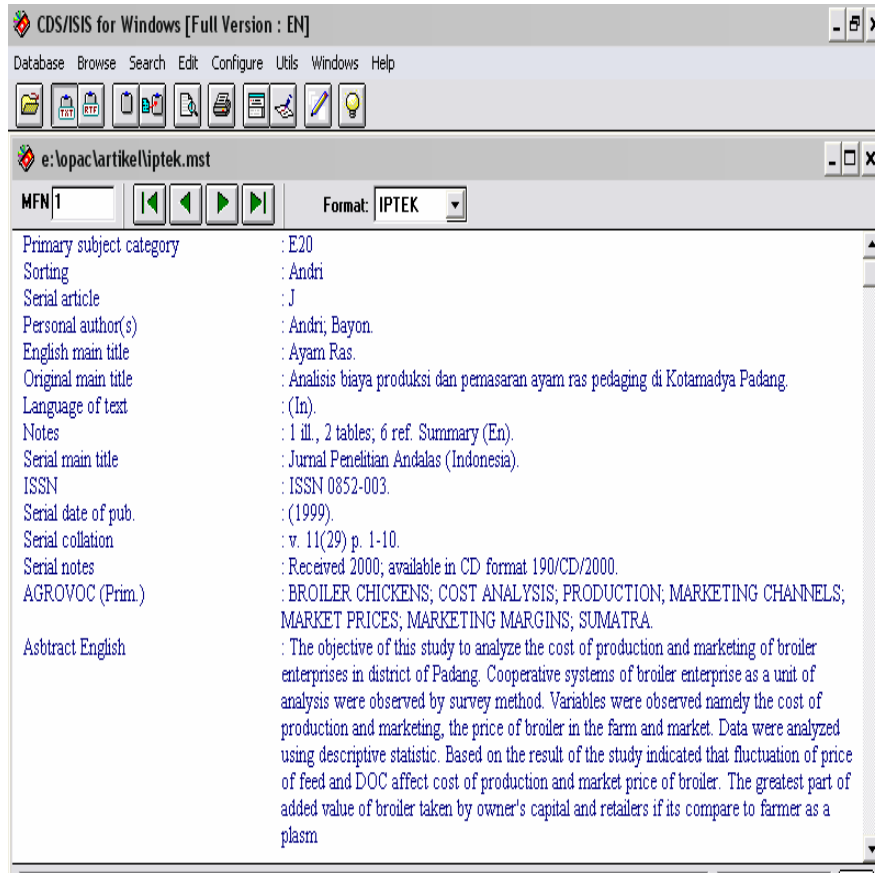 CDS/ISIS for Windows [Full Version : EN]
Database Browse Search Edit Configure Utils Windows Help
TXT RTF
e:\opac\artikel\iptek.mst
MFN 1 Format: IPTEK
Primary subject category : E20
Sorting : Andri
Serial article : J
Personal author(s) : Andri; Bayon.
English main title : Ayam Ras.
Original main title : Analisis biaya produksi dan pemasaran ayam ras pedaging di Kotamadya Padang.
Language of text : (In).
Notes : 1 ill., 2 tables; 6 ref. Summary (En).
Serial main title : Jurnal Penelitian Andalas (Indonesia).
ISSN : ISSN 0852-003.
Serial date of pub. : (1999).
Serial collation : v. 11(29) p. 1-10.
Serial notes : Received 2000; available in CD format 190/CD/2000.
AGROVOC (Prim.) : BROILER CHICKENS; COST ANALYSIS; PRODUCTION; MARKETING CHANNELS;
MARKET PRICES; MARKETING MARGINS; SUMATRA.
Asbtract English : The objective of this study to analyze the cost of production and marketing of broiler
enterprises in district of Padang. Cooperative systems of broiler enterprise as a unit of
analysis were observed by survey method. Variables were observed namely the cost of
production and marketing, the price of broiler in the farm and market. Data were analyzed
using descriptive statistic. Based on the result of the study indicated that fluctuation of price
of feed and DOC affect cost of production and market price of broiler. The greatest part of
added value of broiler taken by owner's capital and retailers if its compare to farmer as a
plasm